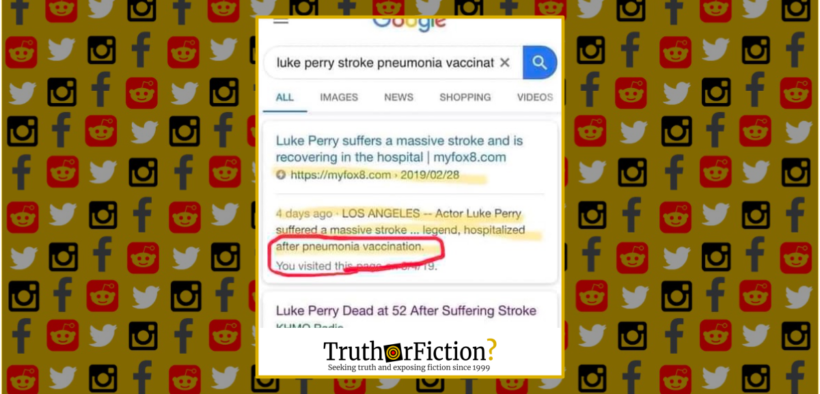 Google
luke perry stroke pneumonia vaccinat ×
ALL IMAGES NEWS SHOPPING VIDEOS
Luke Perry suffers a massive stroke and is
recovering in the hospital | myfox8.com
https://myfox8.com › 2019/02/28
4 days ago · LOS ANGELES -- Actor Luke Perry
suffered a massive stroke ... legend, hospitalized
after pneumonia vaccination.
You visited this page on 3/4/19.
Luke Perry Dead at 52 After Suffering Stroke
KHMO Radio
TruthorFiction?
Seeking truth and exposing fiction since 1999